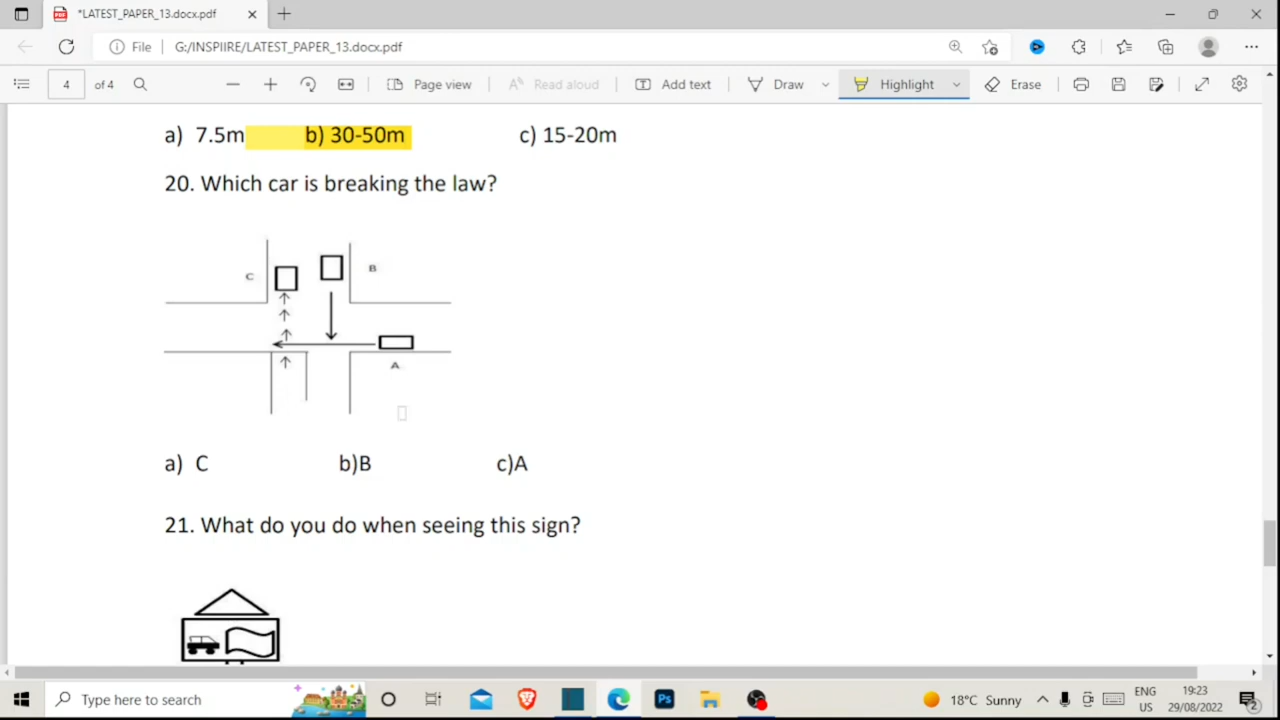 *LATEST_PAPER_13.docx.pdf
File G:/INSPIIRE/LATEST_PAPER_13.docx.pdf
4 of 4 Page view Read aloud Add text Draw Highlight Erase
a) 7.5m b) 30-50m c) 15-20m
20. Which car is breaking the law?
C B
A
a) C b)B c)A
21. What do you do when seeing this sign?
Type here to search 18°C Sunny ENG 19:23
US 29/08/2022 2